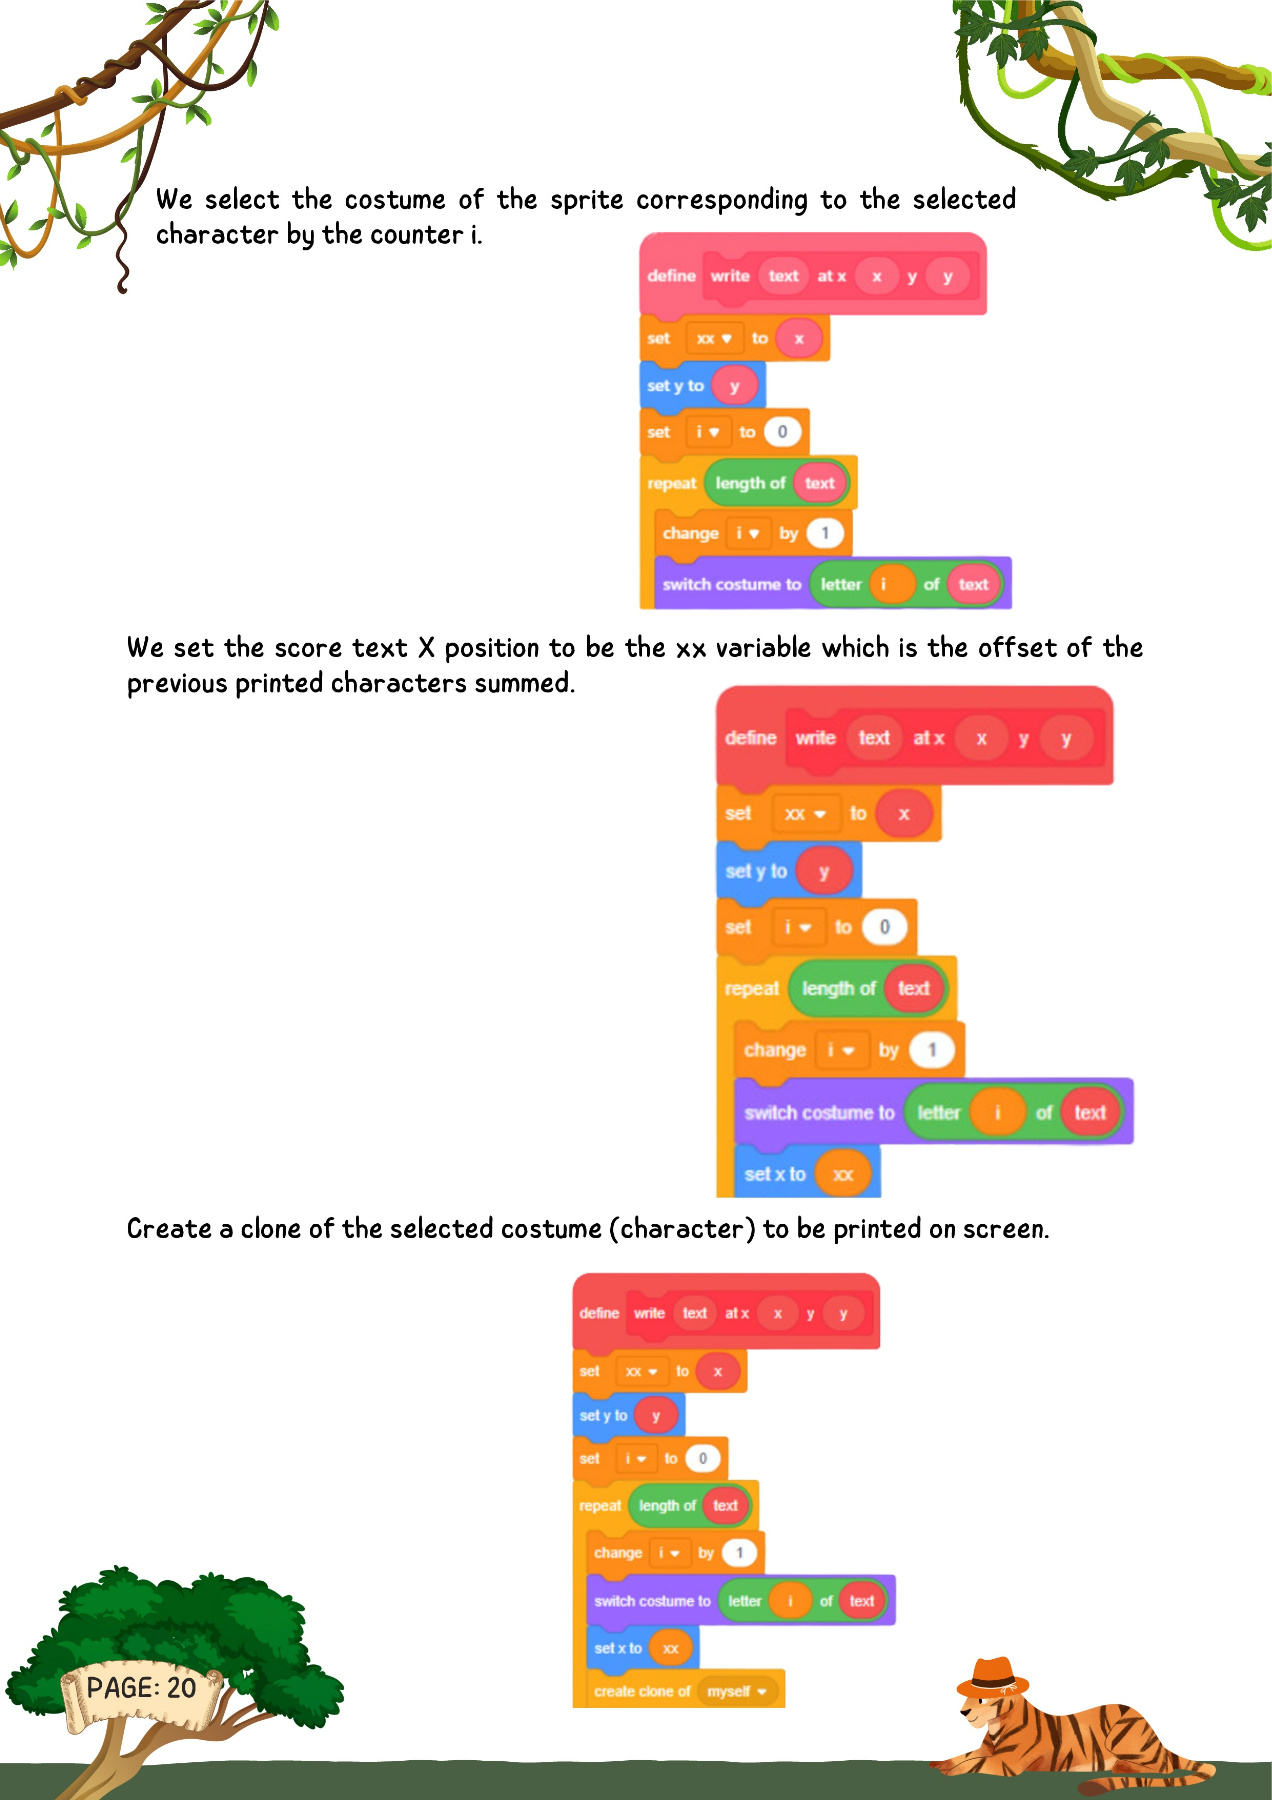 We select the costume of the sprite corresponding to the selected
character by the counter i.
define write text at x x y y
set xx to x
set y to y
set i to 0
repeat length of text
change i by 1
switch costume to letter i of text
We set the score text X position to be the xx variable which is the offset of the
previous printed characters summed.
define write text at x x y y
set xx to x
set y to y
set i to 0
repeat length of text
change i by 1
switch costume to letter i of text
set x to xx
Create a clone of the selected costume (character) to be printed on screen.
define write text at x x y y
set xx to x
set y to y
set i to 0
repeat length of text
change i by 1
switch costume to letter i of text
set x to xx
create clone of myself
PAGE: 20